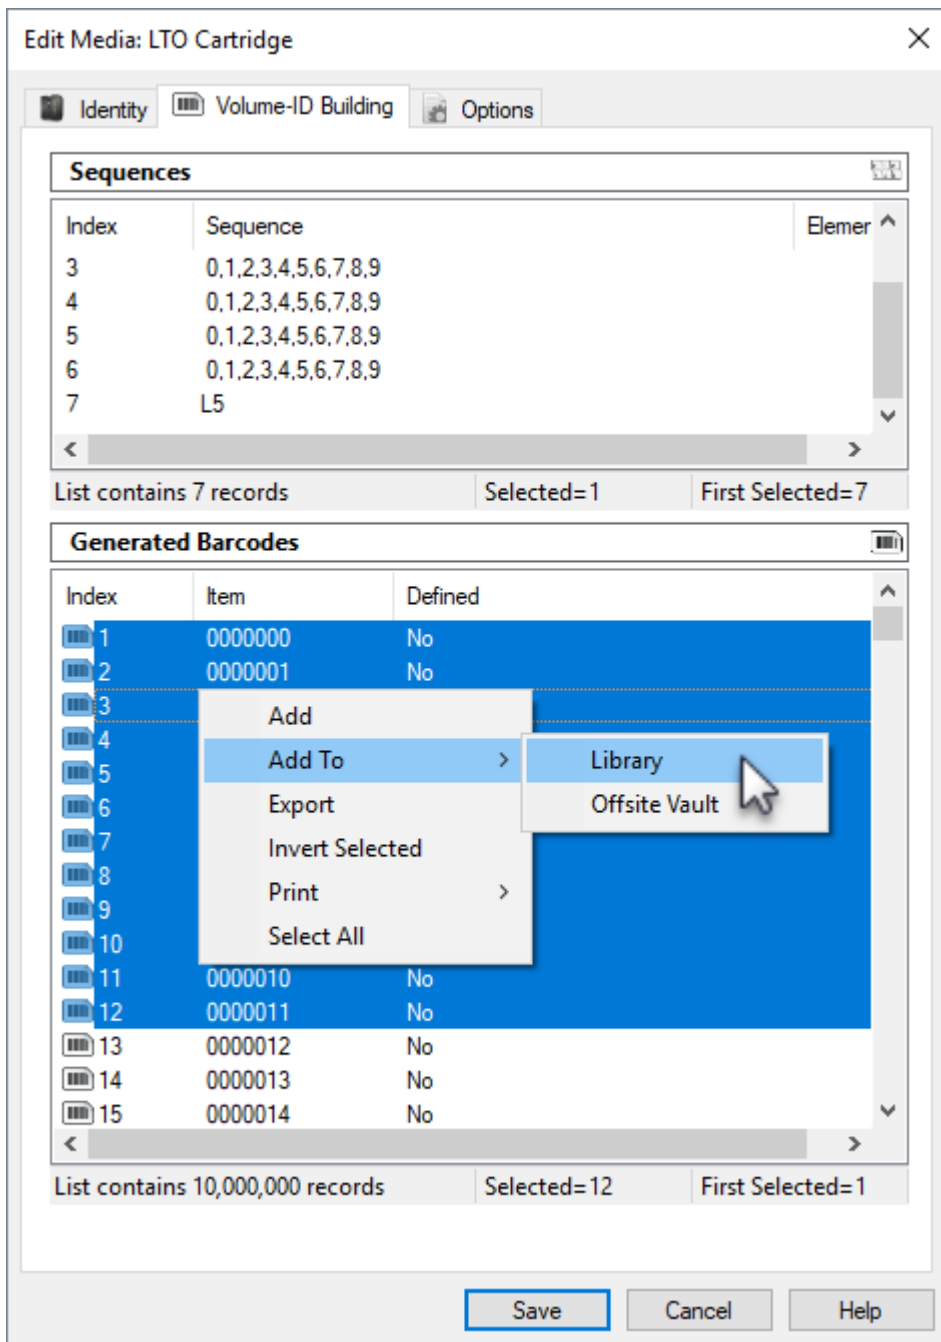 Edit Media: LTO Cartridge
Identity Volume-ID Building Options
Sequences
Index Sequence Elemer
3 0,1,2,3,4,5,6,7,8,9
4 0,1,2,3,4,5,6,7,8,9
5 0,1,2,3,4,5,6,7,8,9
6 0,1,2,3,4,5,6,7,8,9
7 L5
List contains 7 records Selected=1 First Selected=7
Generated Barcodes
Index Item Defined
1 0000000 No
2 0000001 No
3
4
5
6
7
8
9
10
Add
Add To
Export
Invert Selected
Print
Select All
Library
Offsite Vault
11 0000010 No
12 0000011 No
13 0000012 No
14 0000013 No
15 0000014 No
List contains 10,000,000 records Selected=12 First Selected=1
Save Cancel Help